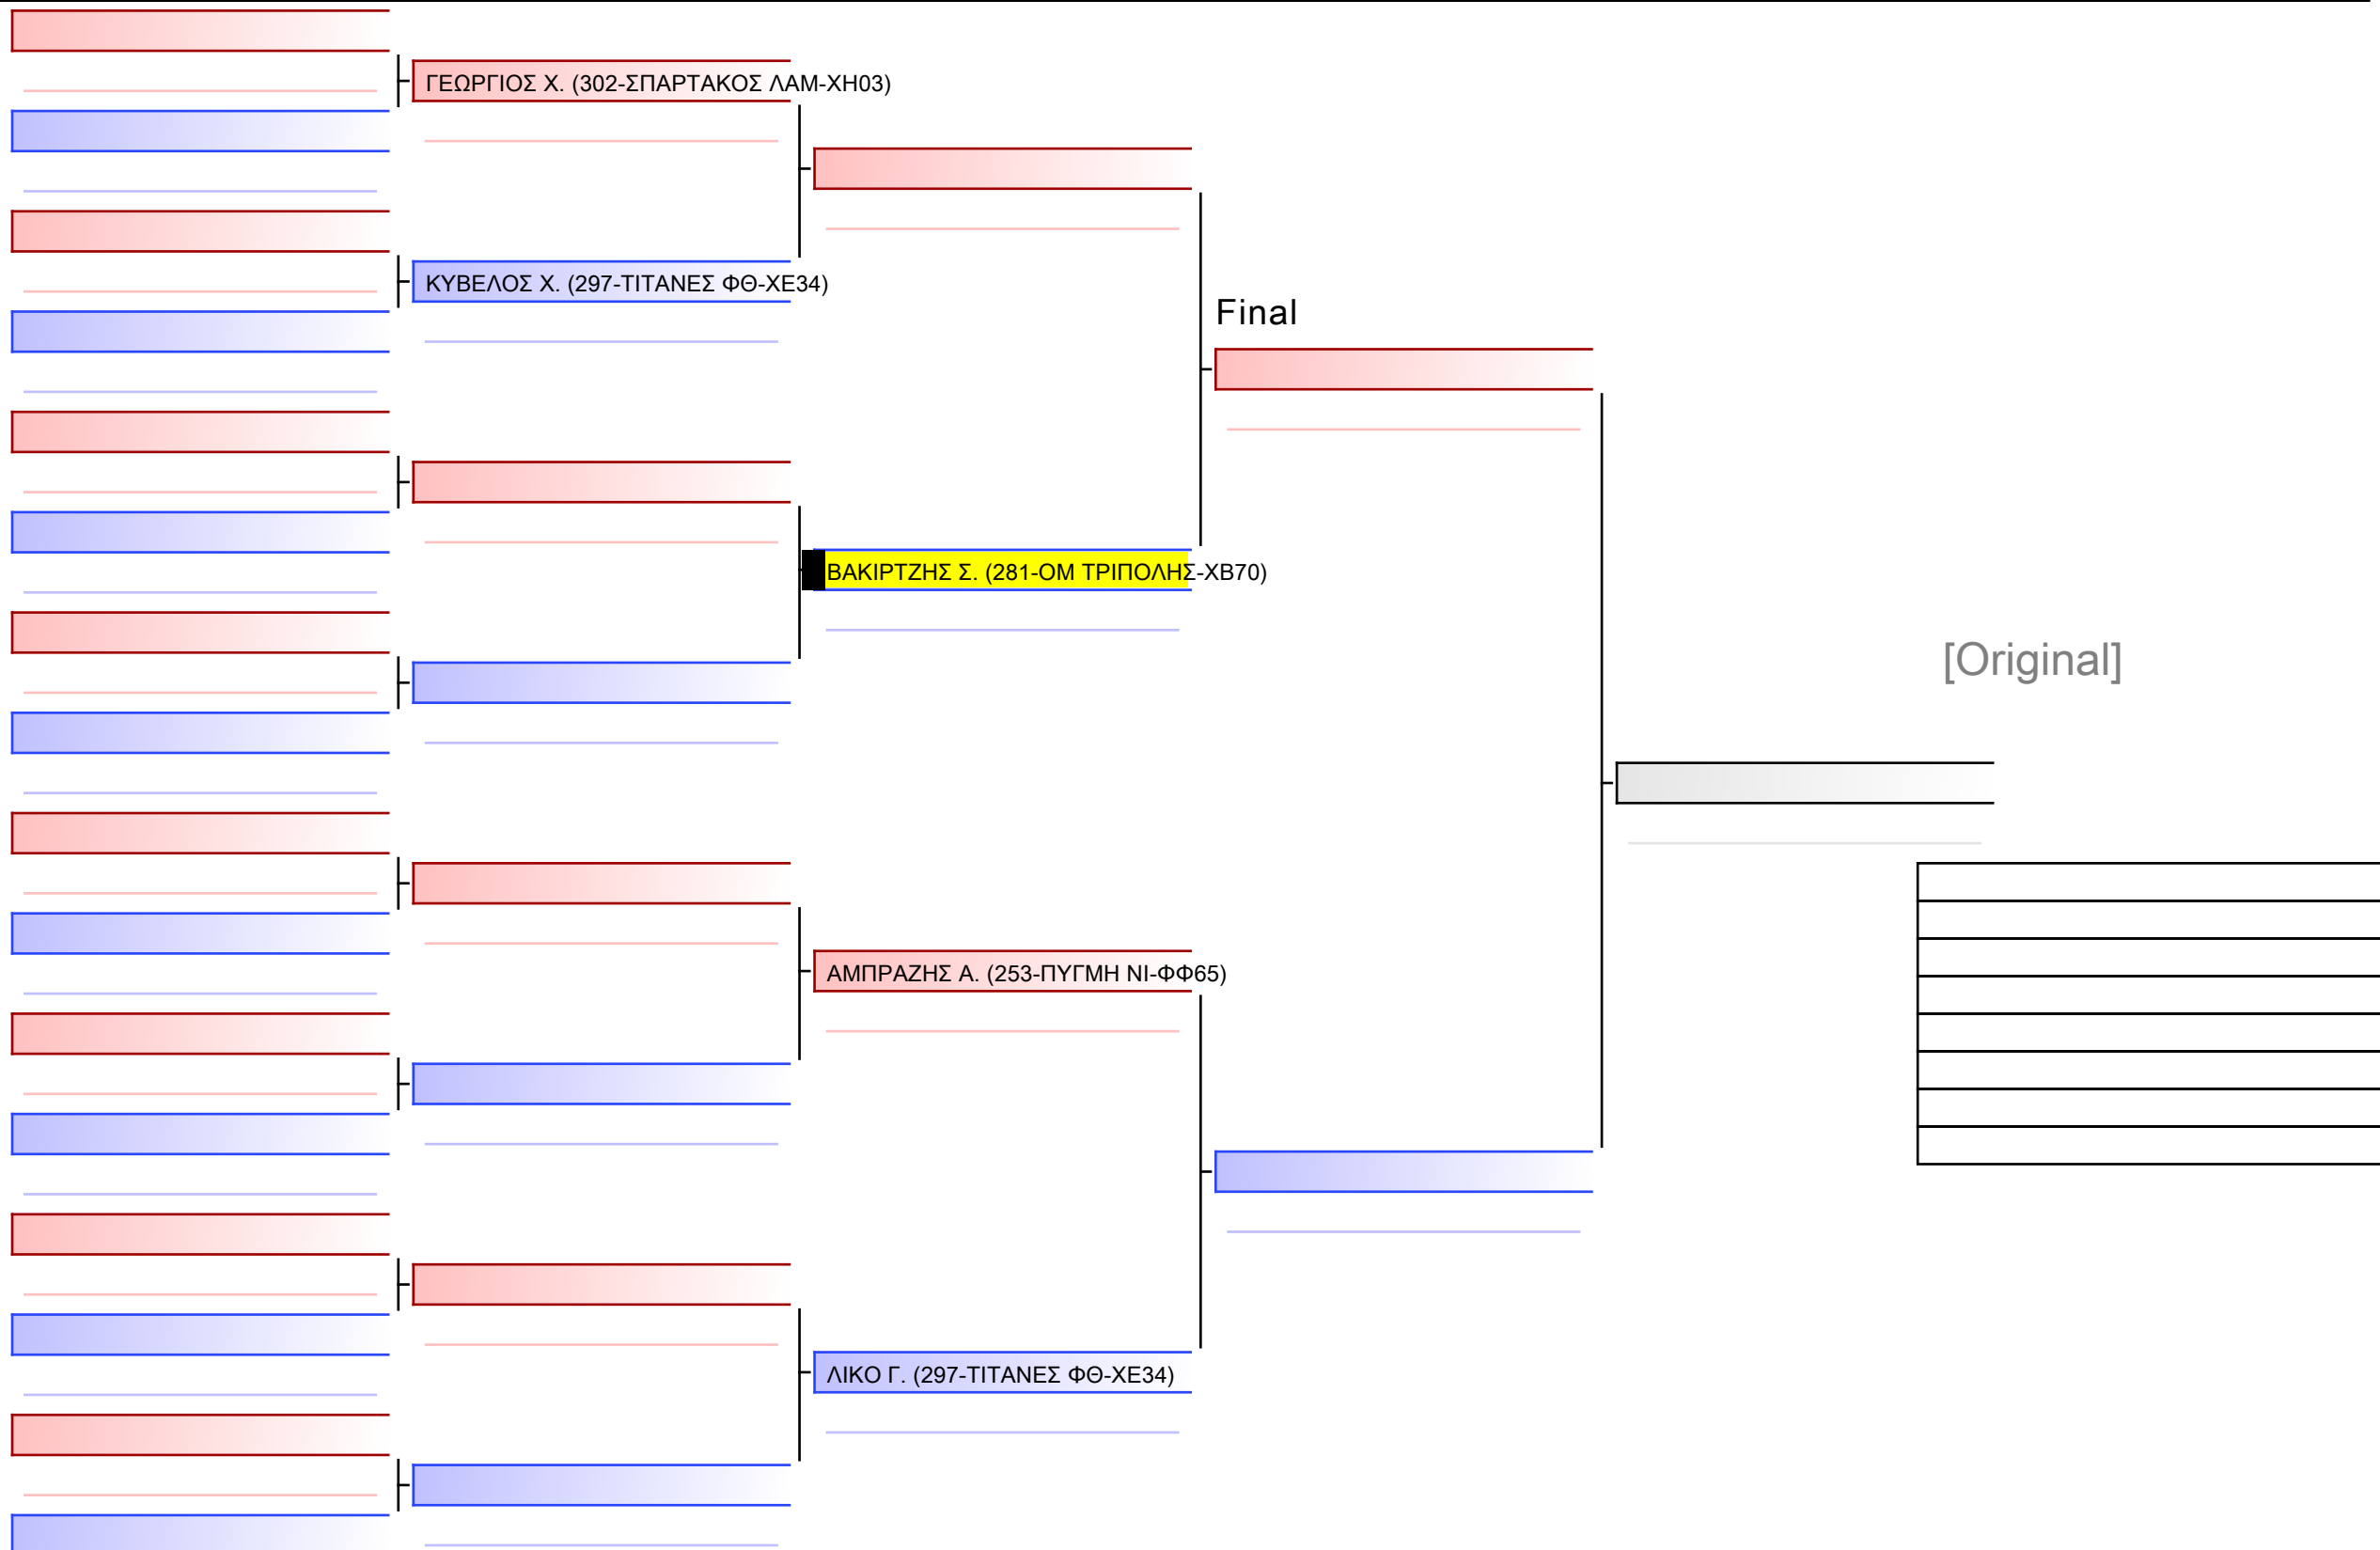 ΓΕΩΡΓΙΟΣ Χ. (302-ΣΠΑΡΤΑΚΟΣ ΛΑΜ-ΧΗ03)
ΚΥΒΕΛΟΣ Χ. (297-ΤΙΤΑΝΕΣ ΦΘ-ΧΕ34)
Final
ΒΑΚΙΡΤΖΗΣ Σ. (281-ΟΜ ΤΡΙΠΟΛΗΣ-ΧΒ70)
[Original]
ΑΜΠΡΑΖΗΣ Α. (253-ΠΥΓΜΗ ΝΙ-ΦΦ65)
ΛΙΚΟ Γ. (297-ΤΙΤΑΝΕΣ ΦΘ-ΧΕ34)